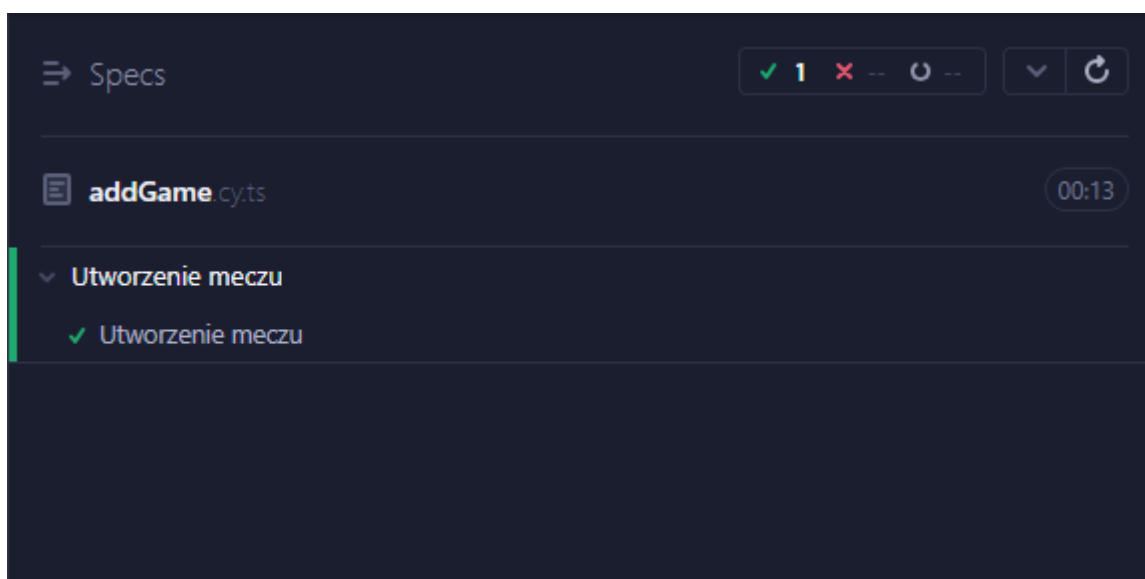 Specs 1 -- --
addGame.cy.ts 00:13
Utworzenie meczu
Utworzenie meczu